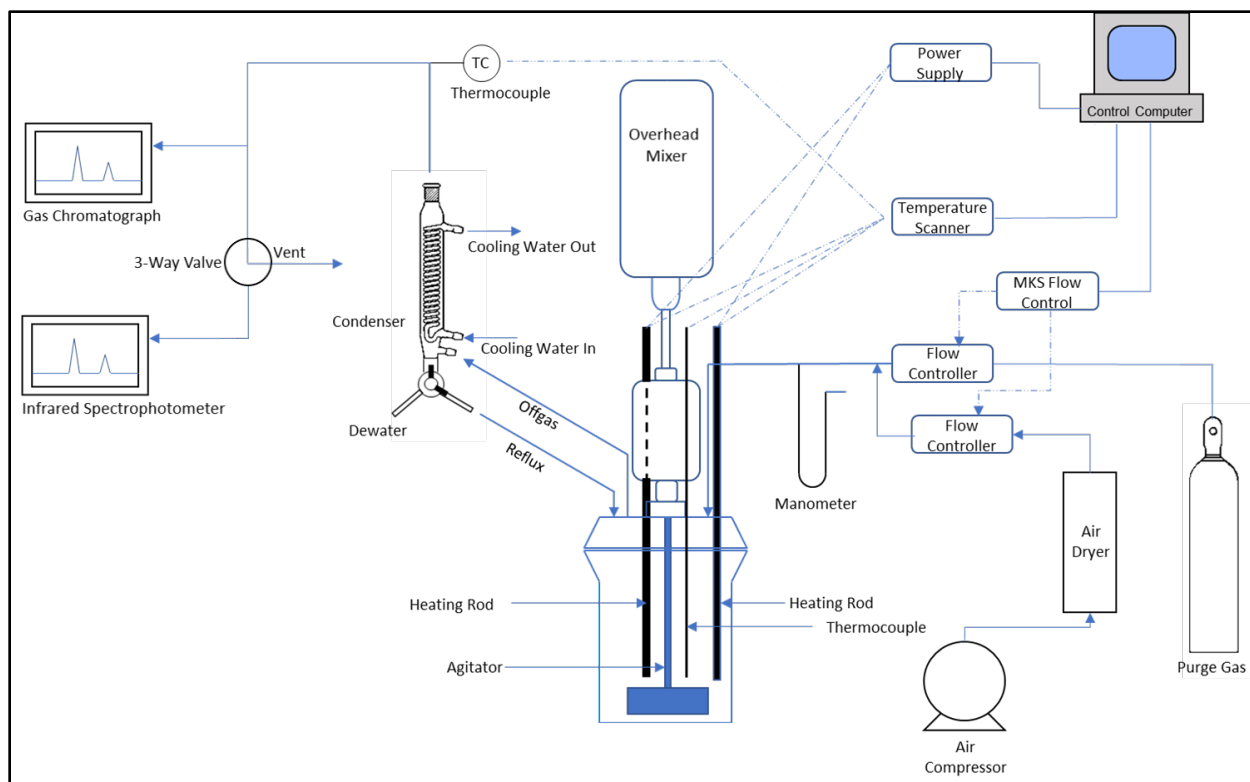 TC
Thermocouple
Power
Supply
Control Computer
Overhead
Mixer
Gas Chromatograph
Temperature
Scanner
3-Way Valve
Vent
Cooling Water Out
MKS Flow
Control
Condenser
Cooling Water In
Flow
Controller
Infrared Spectrophotometer
Dewater
Offgas
Reflux
Flow
Controller
Manometer
Air
Dryer
Heating Rod
Heating Rod
Thermocouple
Agitator
Purge Gas
Air
Compressor